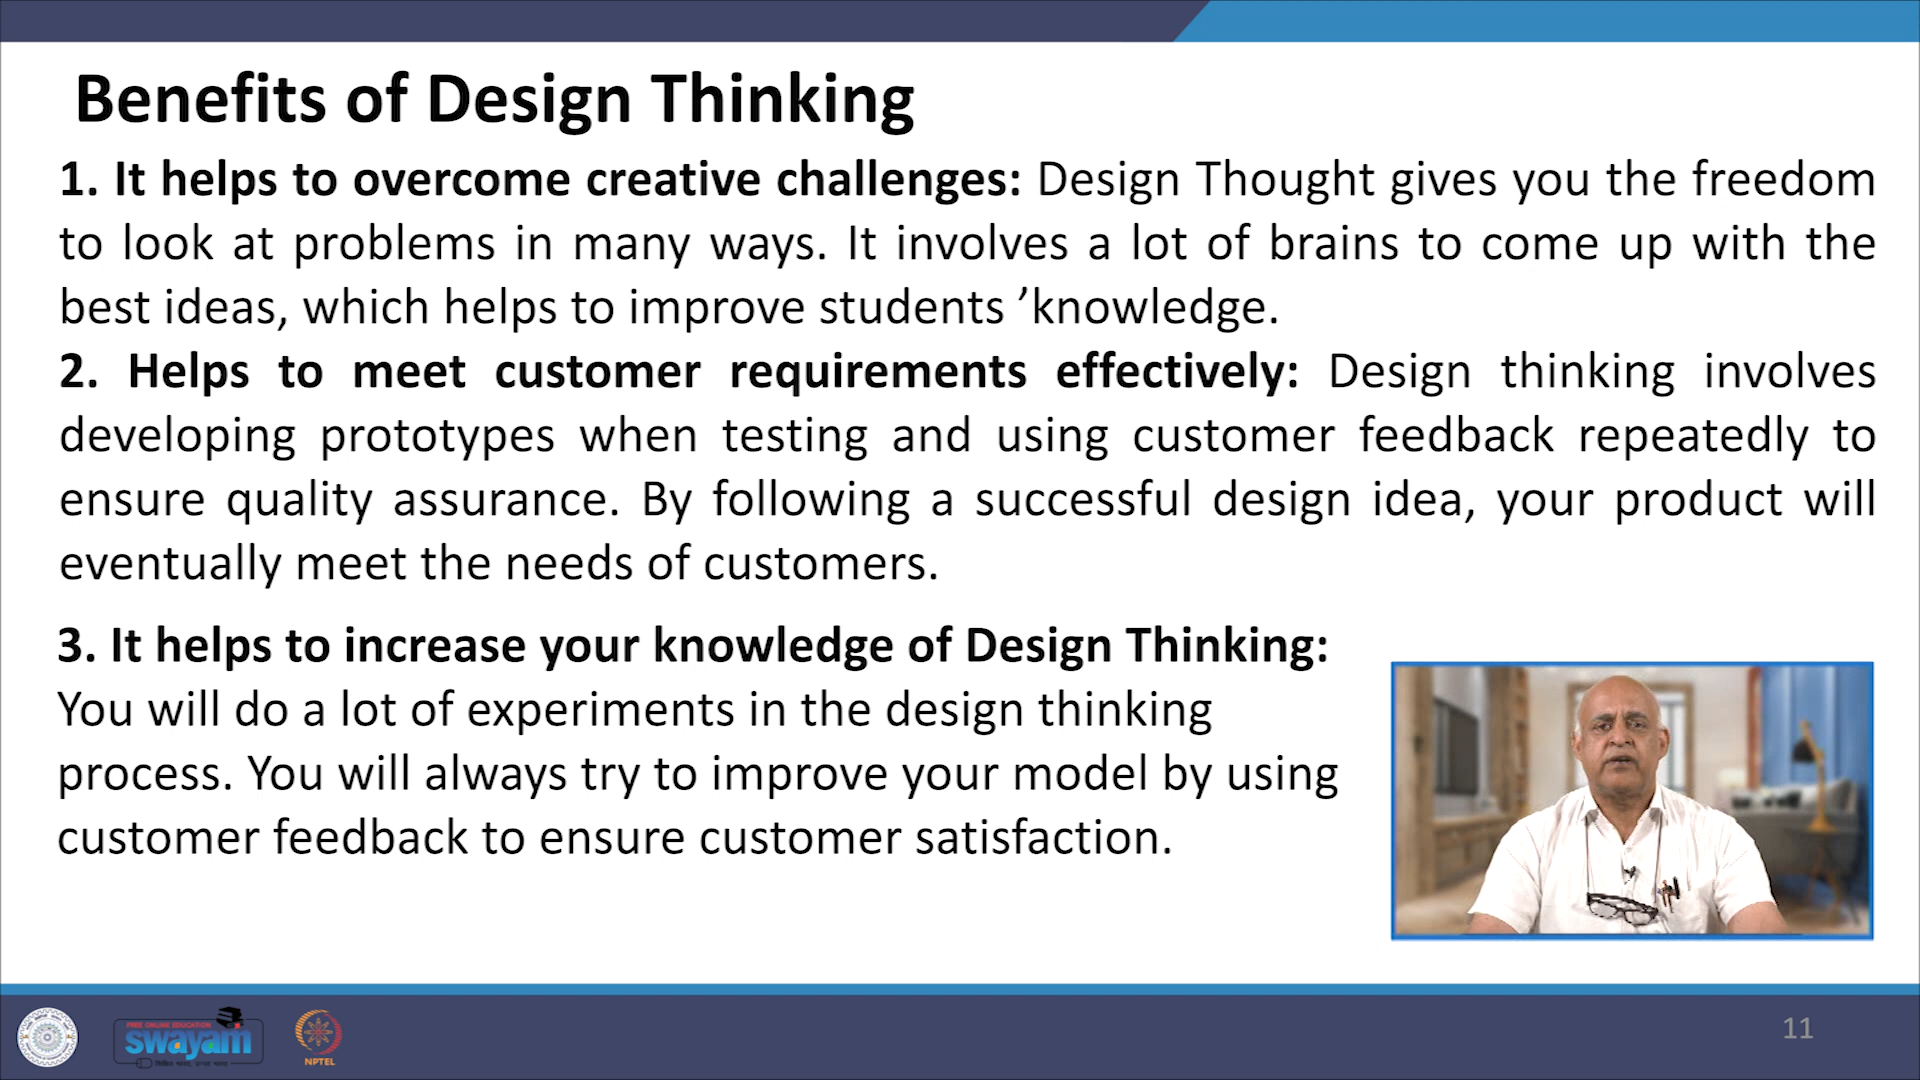 Benefits of Design Thinking
1. It helps to overcome creative challenges: Design Thought gives you the freedom
to look at problems in many ways. It involves a lot of brains to come up with the
best ideas, which helps to improve students ’knowledge.
2. Helps to meet customer requirements effectively: Design thinking involves
developing prototypes when testing and using customer feedback repeatedly to
ensure quality assurance. By following a successful design idea, your product will
eventually meet the needs of customers.
3. It helps to increase your knowledge of Design Thinking:
You will do a lot of experiments in the design thinking
process. You will always try to improve your model by using
customer feedback to ensure customer satisfaction.
FREE ONLINE EDUCATION
swayam
NPTEL
11